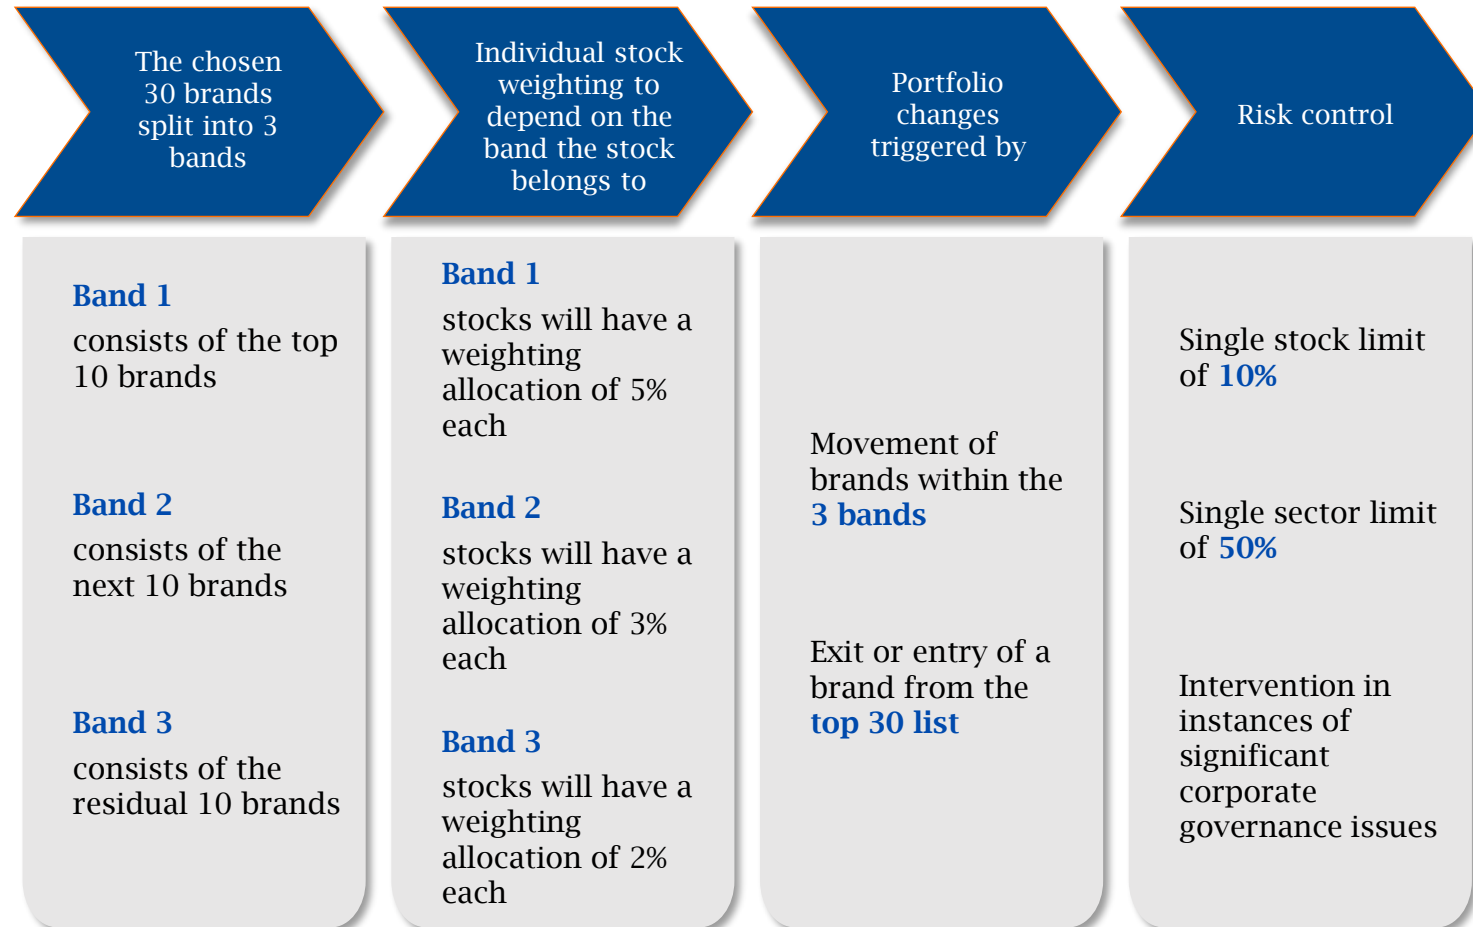 The chosen
30 brands
split into 3
bands
Individual stock
weighting to
depend on the
band the stock
belongs to
Portfolio
changes
triggered by
Risk control
Band 1
consists of the top
10 brands
Band 2
consists of the
next 10 brands
Band 3
consists of the
residual 10 brands
Band 1
stocks will have a
weighting
allocation of 5%
each
Band 2
stocks will have a
weighting
allocation of 3%
each
Band 3
stocks will have a
weighting
allocation of 2%
each
Movement of
brands within the
3 bands
Exit or entry of a
brand from the
top 30 list
Single stock limit
of 10%
Single sector limit
of 50%
Intervention in
instances of
significant
corporate
governance issues